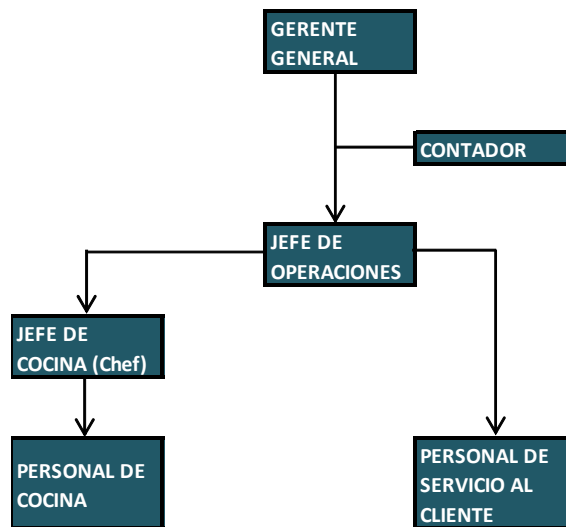 GERENTE
GENERAL
CONTADOR
JEFE DE
OPERACIONES
JEFE DE
COCINA (Chef)
PERSONAL DE
COCINA
PERSONAL DE
SERVICIO AL
CLIENTE